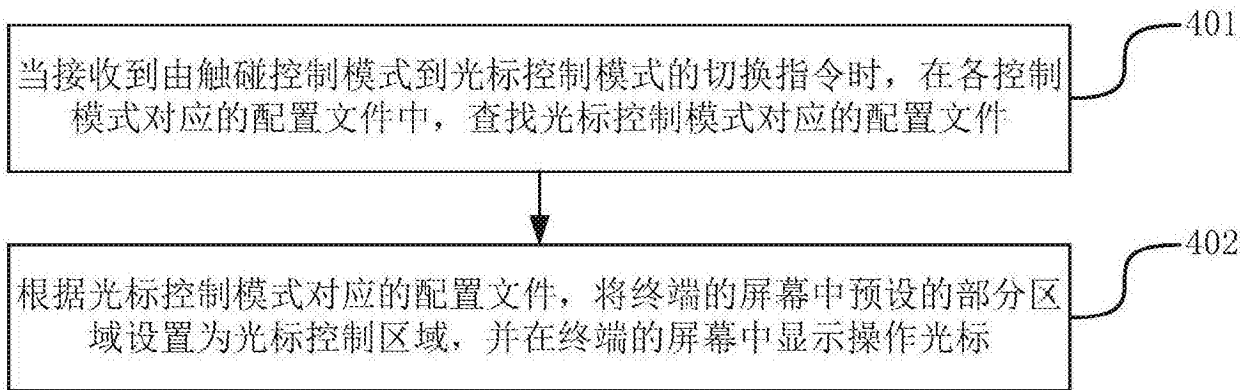 401
当接收到由触碰控制模式到光标控制模式的切换指令时，在各控制
模式对应的配置文件中，查找光标控制模式对应的配置文件
402
根据光标控制模式对应的配置文件，将终端的屏幕中预设的部分区
域设置为光标控制区域，并在终端的屏幕中显示操作光标